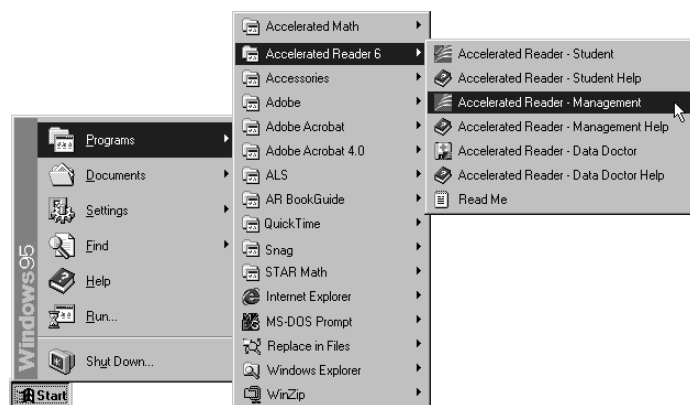 Windows 95
Programs
Documents
Settings
Find
Help
Run...
Shut Down...
Start
Accelerated Math
Accelerated Reader 6
Accessories
Adobe
Adobe Acrobat
Adobe Acrobat 4.0
ALS
AR BookGuide
QuickTime
Snag
STAR Math
Internet Explorer
MS-DOS Prompt
Replace in Files
Windows Explorer
WinZip
Accelerated Reader - Student
Accelerated Reader - Student Help
Accelerated Reader - Management
Accelerated Reader - Management Help
Accelerated Reader - Data Doctor
Accelerated Reader - Data Doctor Help
Read Me